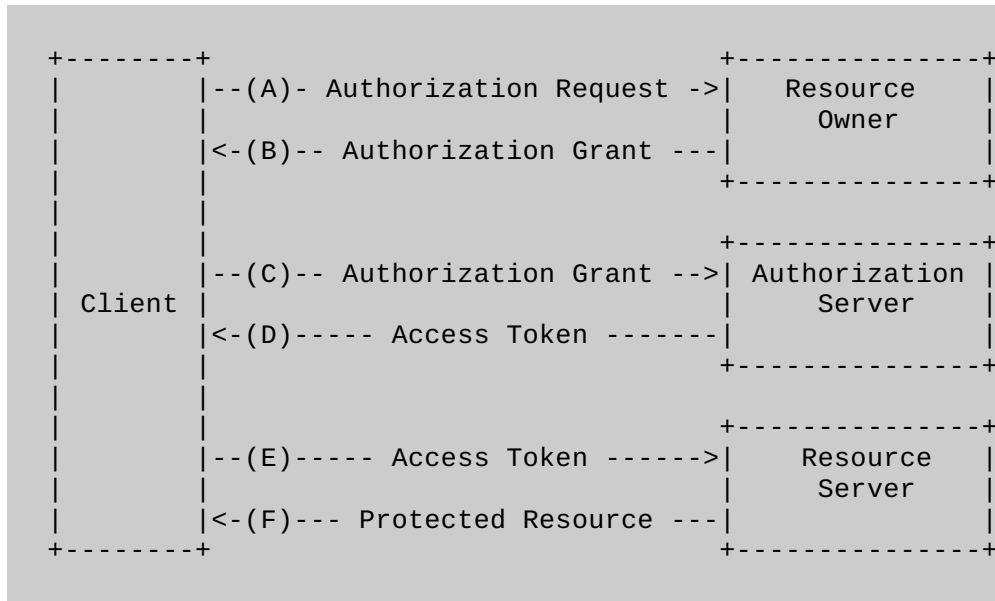 +--------+                               +---------------+
|        |--(A)- Authorization Request ->|   Resource    |
|        |                               |     Owner     |
|        |<-(B)-- Authorization Grant ---|               |
|        |                               +---------------+
|        |
|        |                               +---------------+
|        |--(C)-- Authorization Grant -->| Authorization |
| Client |                               |     Server    |
|        |<-(D)----- Access Token -------|               |
|        |                               +---------------+
|        |
|        |                               +---------------+
|        |--(E)----- Access Token ------>|    Resource   |
|        |                               |     Server    |
|        |<-(F)--- Protected Resource ---|               |
+--------+                               +---------------+